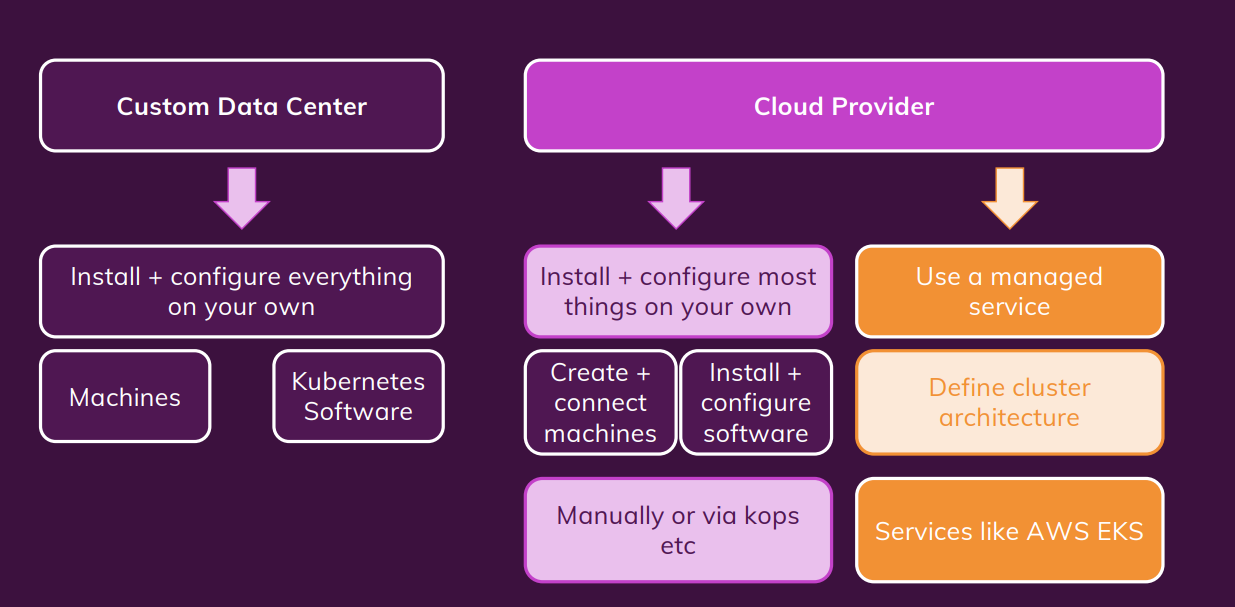 Custom Data Center
Cloud Provider
Install + configure everything
on your own
Install + configure most
things on your own
Use a managed
service
Machines
Kubernetes
Software
Create +
connect
machines
Install +
configure
software
Define cluster
architecture
Manually or via kops
etc
Services like AWS EKS